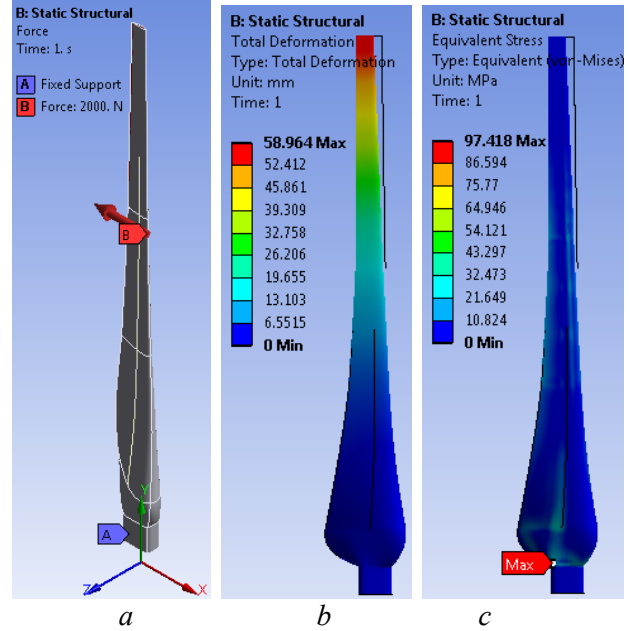 B: Static Structural
Force
Time: 1. s
A Fixed Support
B Force: 2000. N
B
A
Y
Z
X
a
B: Static Structural
Total Deformation
Type: Total Deformation
Unit: mm
Time: 1
58.964 Max
52.412
45.861
39.309
32.758
26.206
19.655
13.103
6.5515
0 Min
b
B: Static Structural
Equivalent Stress
Type: Equivalent (von-Mises)
Unit: MPa
Time: 1
97.418 Max
86.594
75.77
64.946
54.121
43.297
32.473
21.649
10.824
0 Min
Max
c